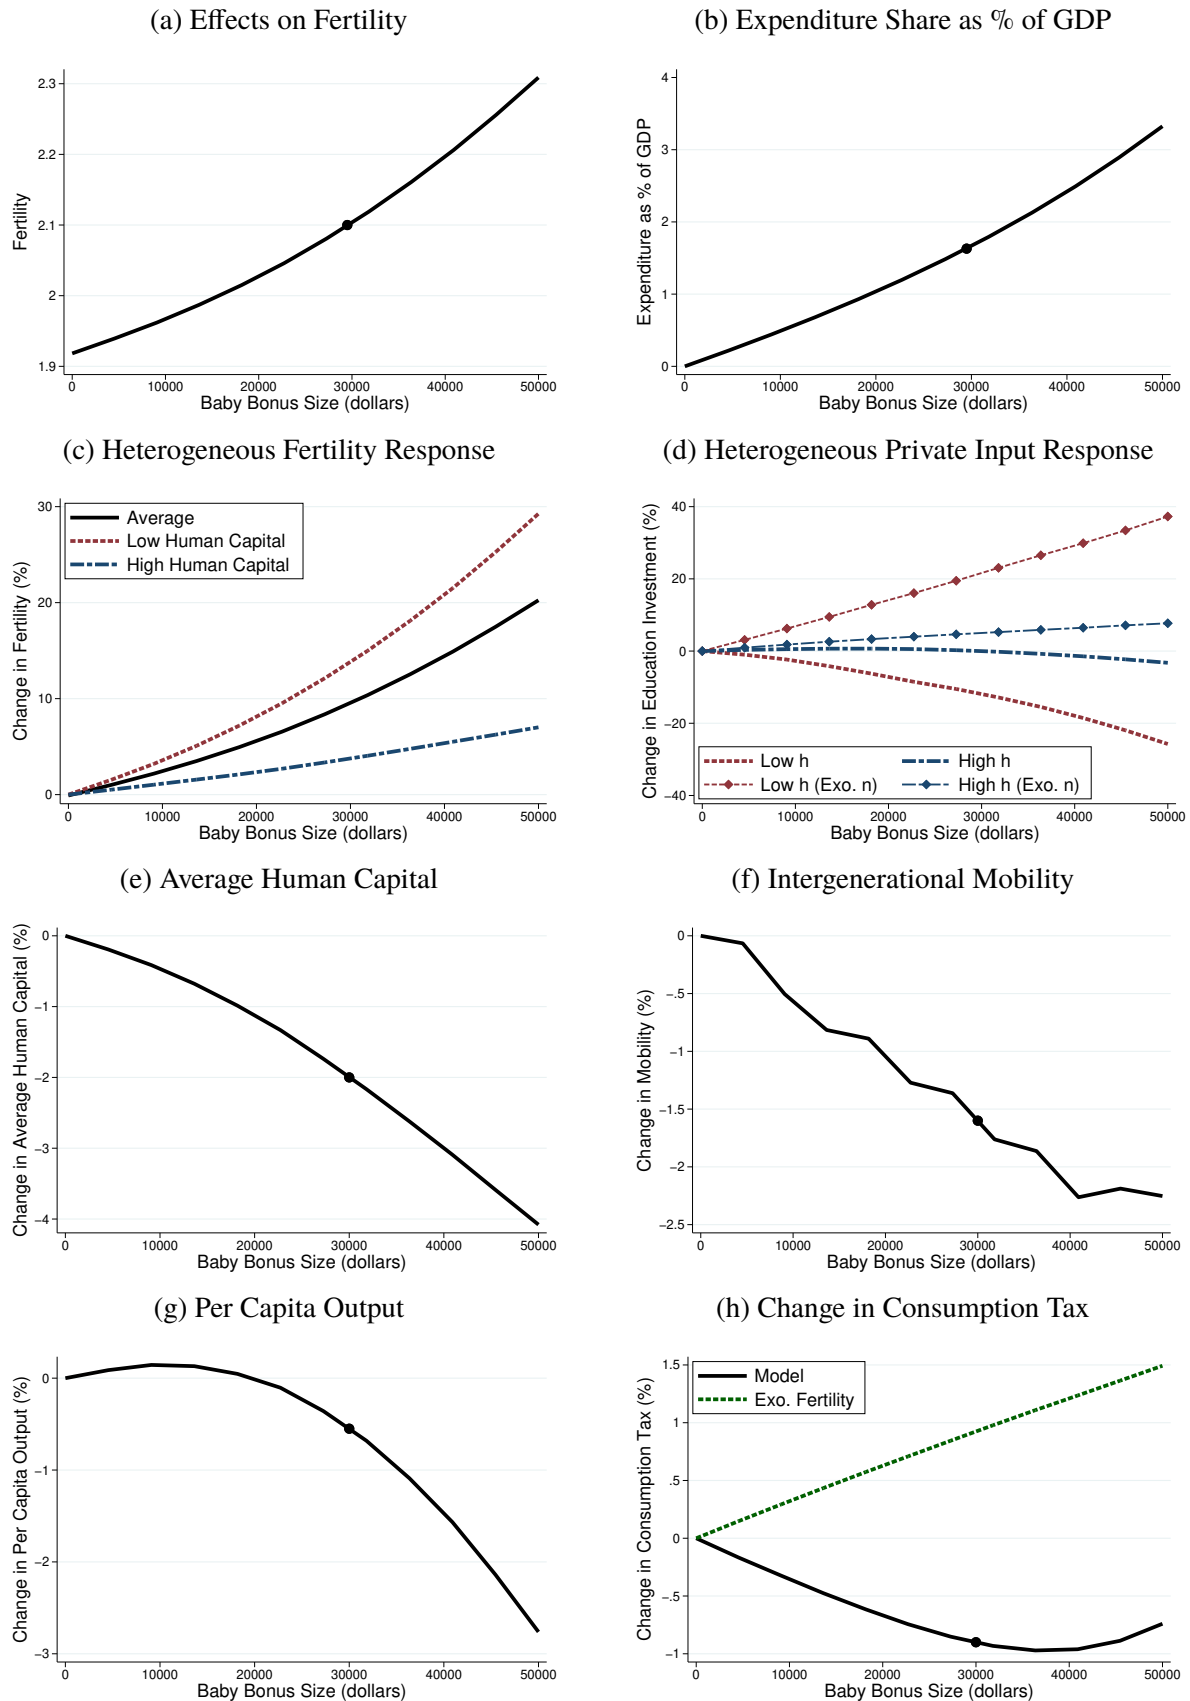 (a) Effects on Fertility
Fertility
2.3
2.2
2.1
2
1.9
0 10000 20000 30000 40000 50000
Baby Bonus Size (dollars)
(b) Expenditure Share as % of GDP
Expenditure as % of GDP
4
3
2
1
0
0 10000 20000 30000 40000 50000
Baby Bonus Size (dollars)
(c) Heterogeneous Fertility Response
Change in Fertility (%)
30
20
10
0
Average
Low Human Capital
High Human Capital
0 10000 20000 30000 40000 50000
Baby Bonus Size (dollars)
(d) Heterogeneous Private Input Response
Change in Education Investment (%)
40
20
0
−20
−40
Low h High h
Low h (Exo. n) High h (Exo. n)
0 10000 20000 30000 40000 50000
Baby Bonus Size (dollars)
(e) Average Human Capital
Change in Average Human Capital (%)
0
−1
−2
−3
−4
0 10000 20000 30000 40000 50000
Baby Bonus Size (dollars)
(f) Intergenerational Mobility
Change in Mobility (%)
0
−.5
−1
−1.5
−2
−2.5
0 10000 20000 30000 40000 50000
Baby Bonus Size (dollars)
(g) Per Capita Output
Change in Per Capita Output (%)
0
−1
−2
−3
0 10000 20000 30000 40000 50000
Baby Bonus Size (dollars)
(h) Change in Consumption Tax
Change in Consumption Tax (%)
1.5
1
.5
0
−.5
−1
Model
Exo. Fertility
0 10000 20000 30000 40000 50000
Baby Bonus Size (dollars)